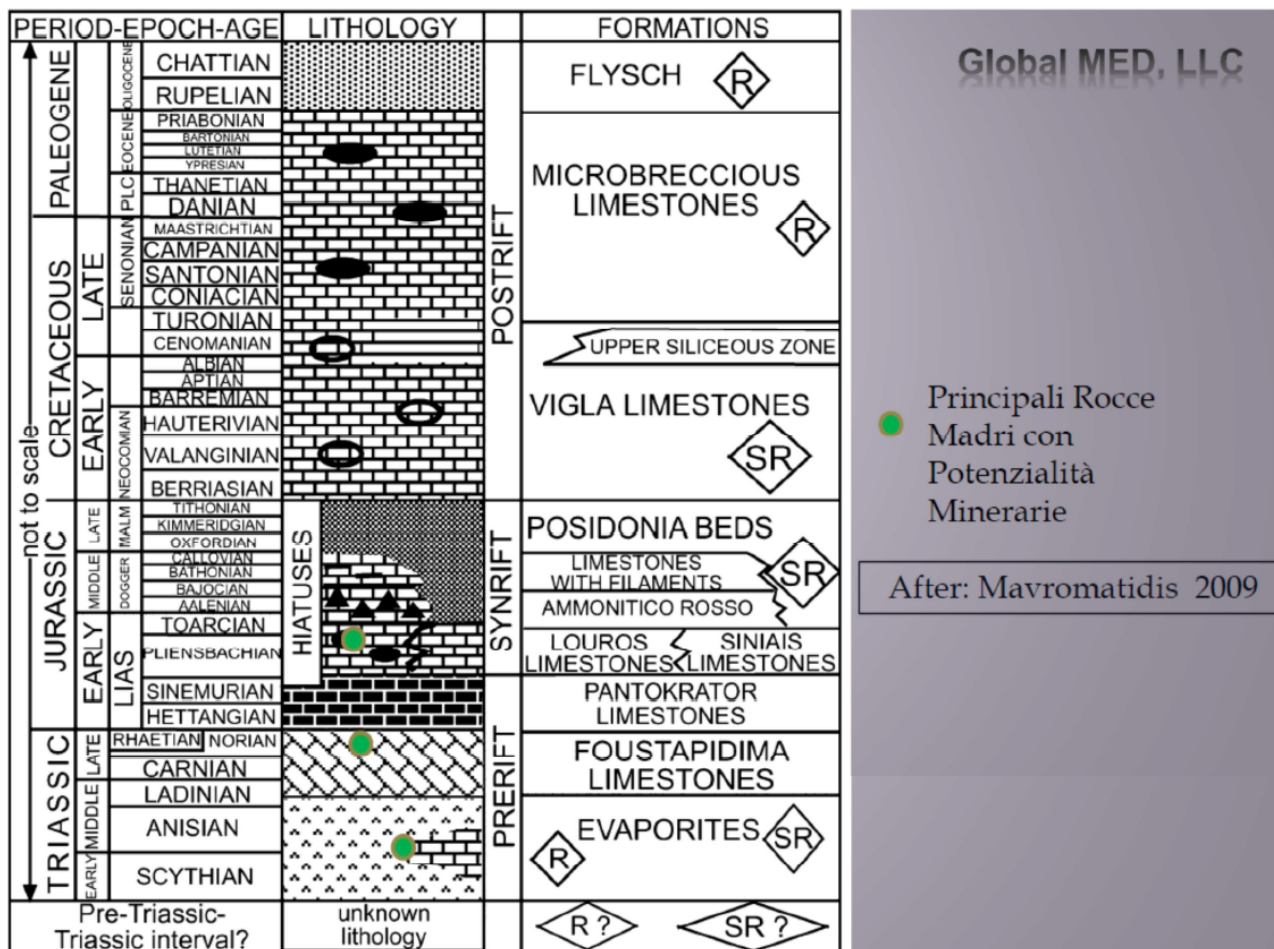 PERIOD-EPOCH-AGE
LITHOLOGY
FORMATIONS
not to scale
PALEOGENE
OLIGOCENE
CHATTIAN
RUPELIAN
EOCENE
PRIABONIAN
BARTONIAN
LUTETIAN
YPRESIAN
PLC
THANETIAN
DANIAN
CRETACEOUS
LATE
SENONIAN
MAASTRICHTIAN
CAMPANIAN
SANTONIAN
CONIACIAN
TURONIAN
CENOMANIAN
EARLY
ALBIAN
APTIAN
BARREMIAN
NEOCOMIAN
HAUTERIVIAN
VALANGINIAN
BERRIASIAN
JURASSIC
LATE
MALM
TITHONIAN
KIMMERIDGIAN
OXFORDIAN
MIDDLE
DOGGER
CALLOVIAN
BATHONIAN
BAJOCIAN
AALENIAN
EARLY
LIAS
TOARCIAN
PLIENSBACHIAN
SINEMURIAN
HETTANGIAN
TRIASSIC
LATE
RHAETIAN
NORIAN
CARNIAN
MIDDLE
LADINIAN
ANISIAN
EARLY
SCYTHIAN
Pre-Triassic-
Triassic interval?
HIATUSES
unknown
lithology
POSTRIFT
SYNRIFT
PRERIFT
FLYSCH
R
MICROBRECCIOUS
LIMESTONES
R
UPPER SILICEOUS ZONE
VIGLA LIMESTONES
SR
POSIDONIA BEDS
LIMESTONES
WITH FILAMENTS
SR
AMMONITICO ROSSO
LOUROS
LIMESTONES
SINIAIS
LIMESTONES
PANTOKRATOR
LIMESTONES
FOUSTAPIDIMA
LIMESTONES
EVAPORITES
SR
R
R ?
SR ?
Global MED, LLC
Principali Rocce
Madri con
Potenzialità
Minerarie
After: Mavromatidis 2009